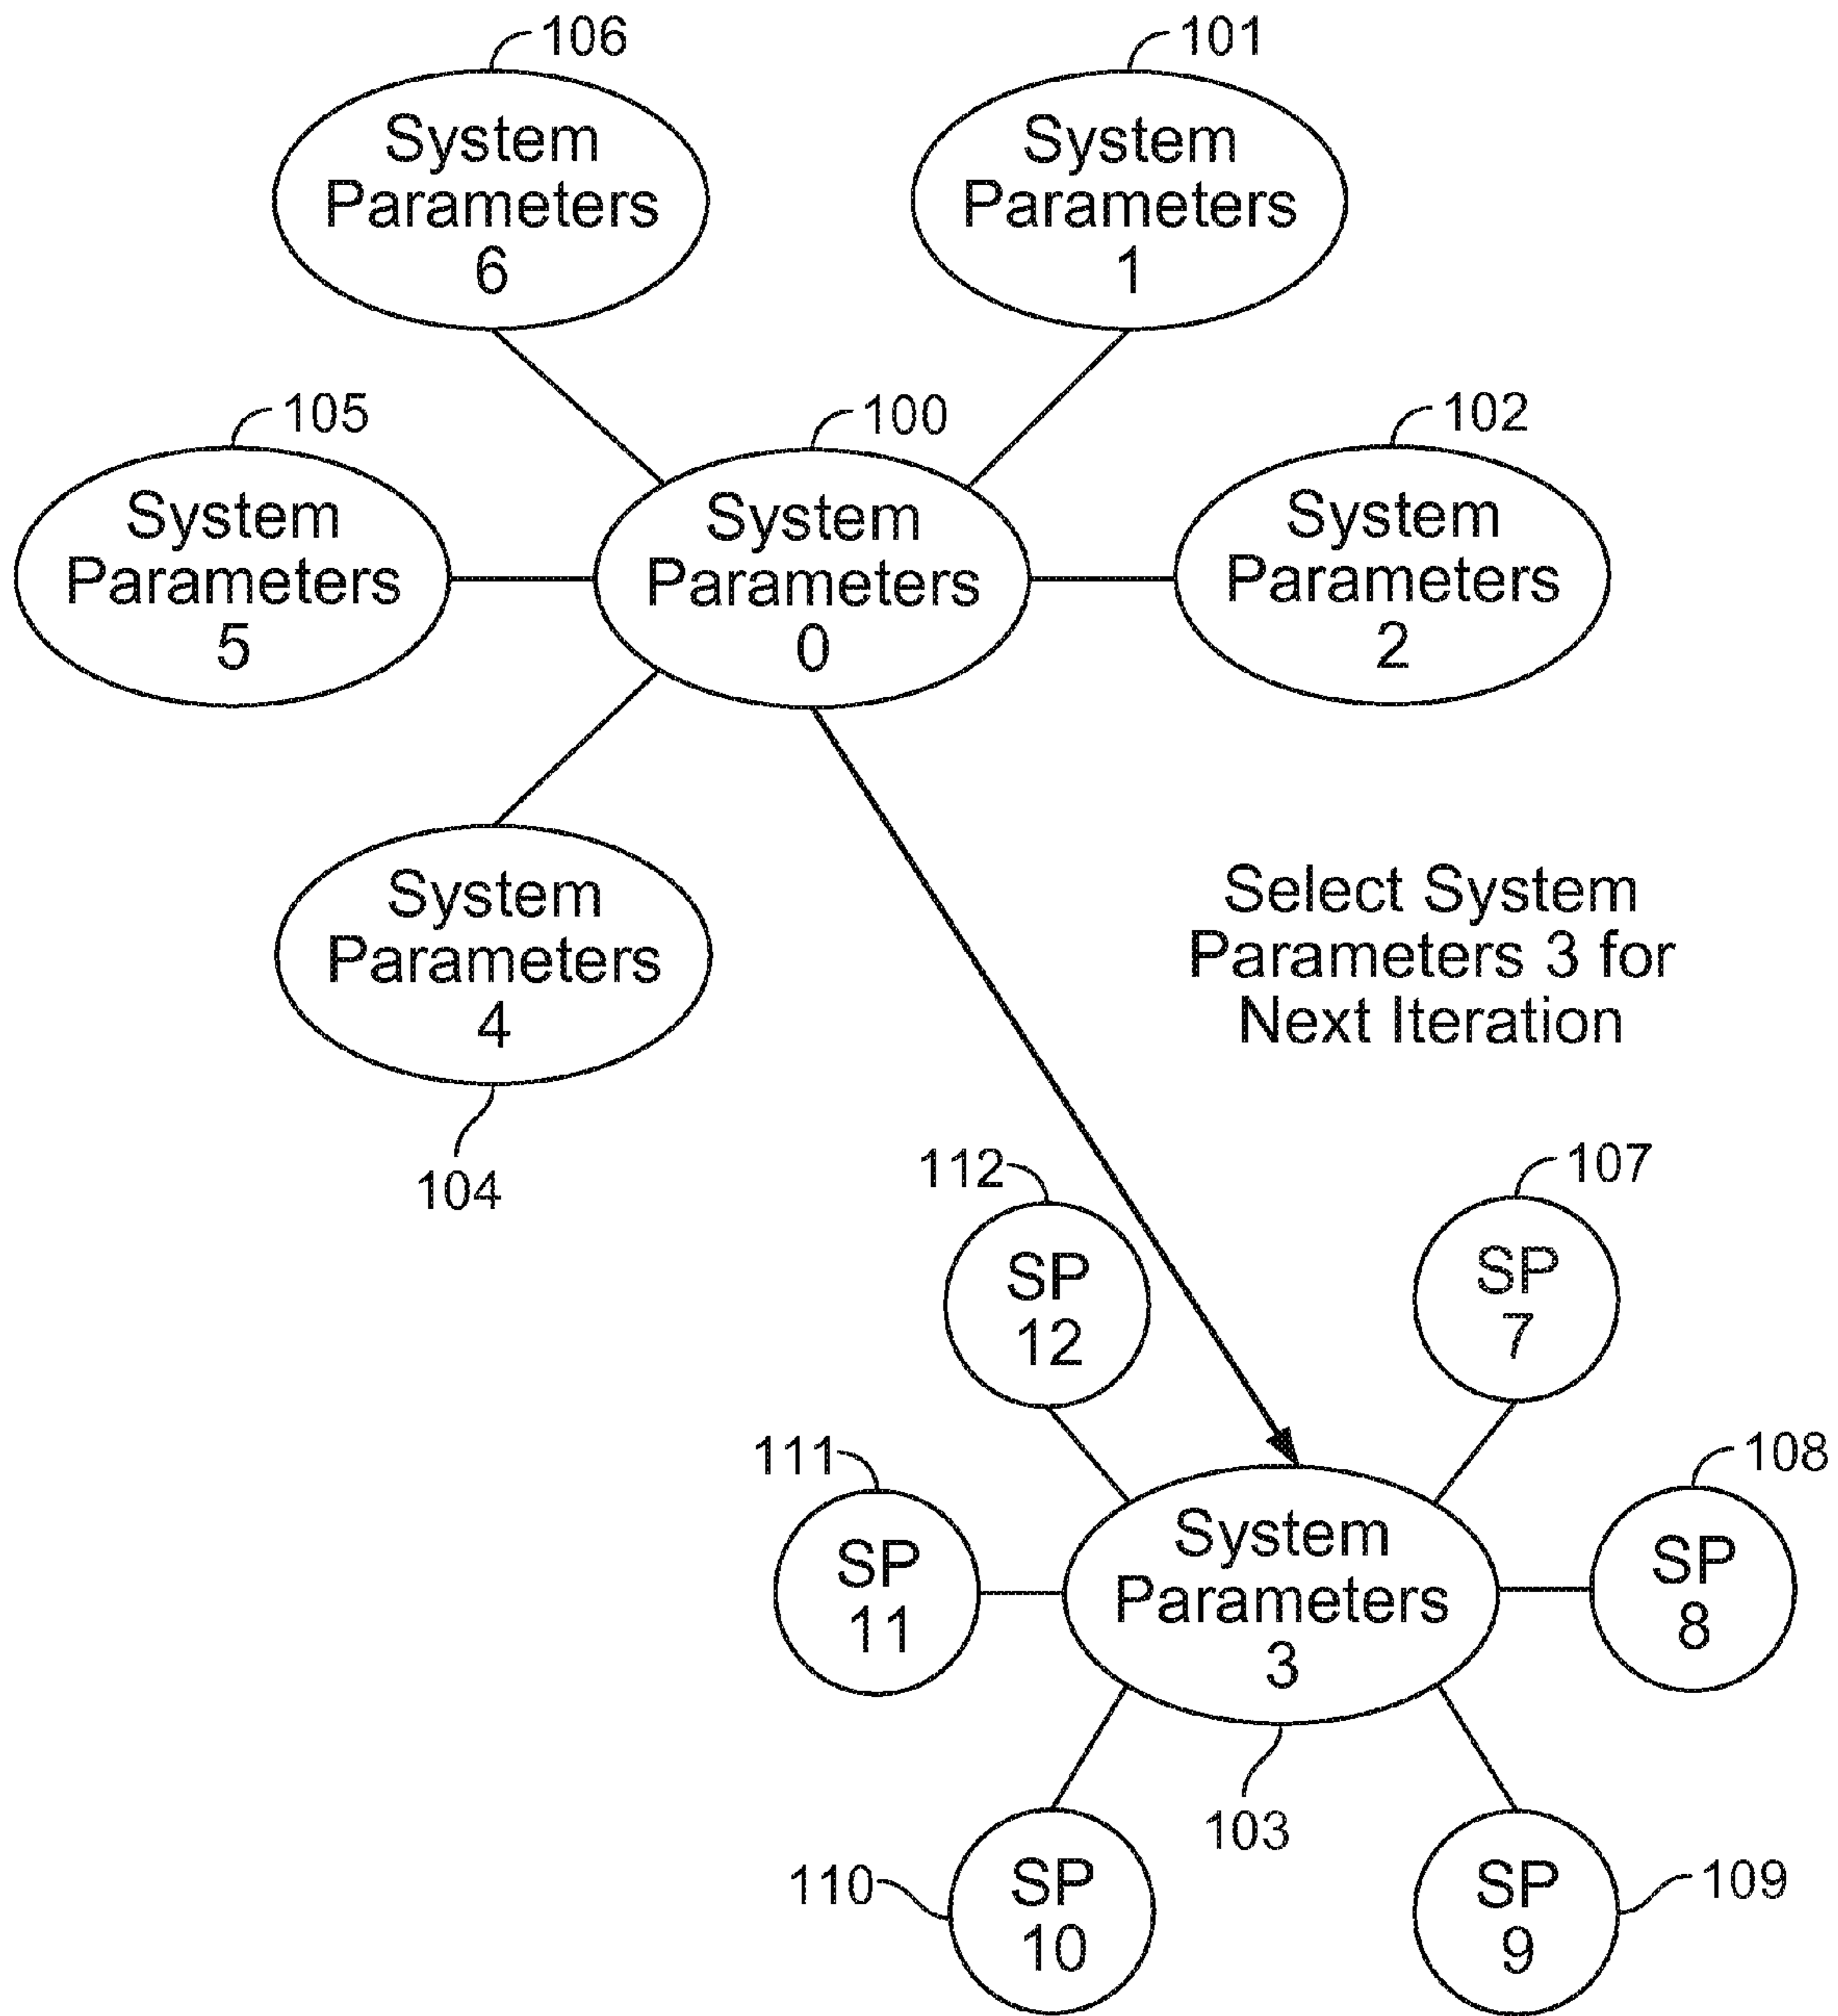 106
System
Parameters
6
101
System
Parameters
1
105
System
Parameters
5
100
System
Parameters
0
102
System
Parameters
2
System
Parameters
4
104
Select System
Parameters 3 for
Next Iteration
112
SP
12
107
SP
7
111
SP
11
System
Parameters
3
103
108
SP
8
110
SP
10
SP
9
109